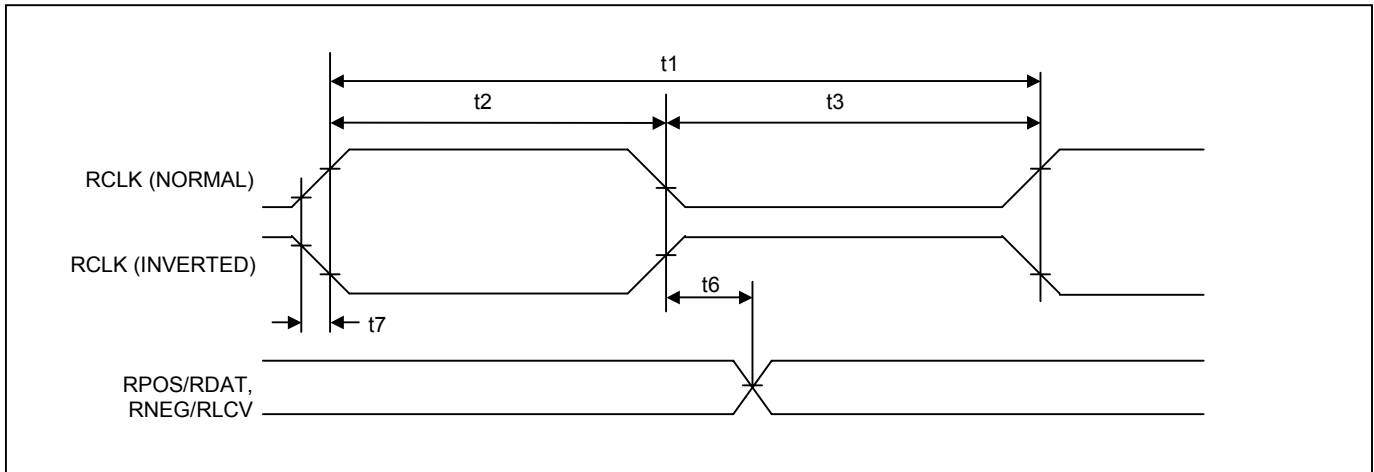 t1
t2
t3
RCLK (NORMAL)
RCLK (INVERTED)
t6
t7
RPOS/RDAT,
RNEG/RLCV